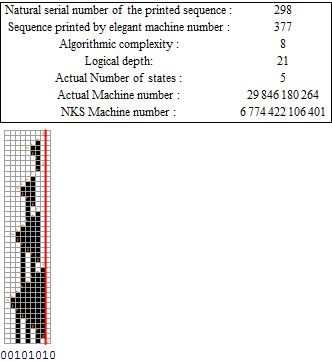 Natural serial number of the printed sequence : 298
Sequence printed by elegant machine number : 377
Algorithmic complexity : 8
Logical depth: 21
Actual Number of states : 5
Actual Machine number : 29 846 180 264
NKS Machine number : 6 774 422 106 401
00101010